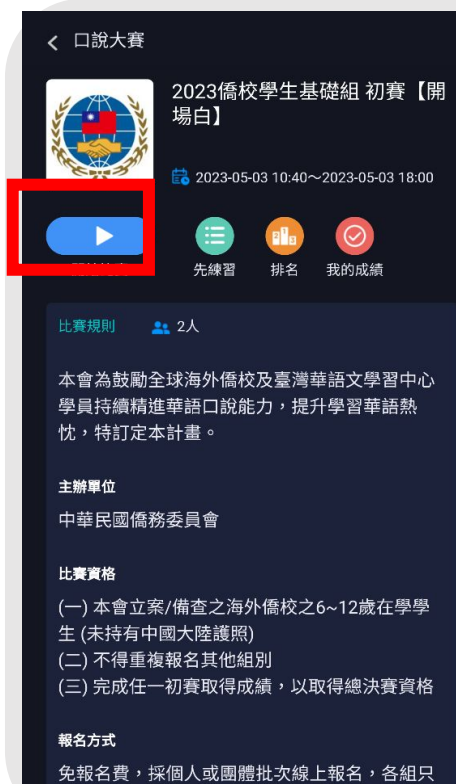 口說大賽
2023僑校學生基礎組 初賽【開
場白】
2023-05-03 10:40～2023-05-03 18:00
先練習
排名
我的成績
比賽規則 2人
本會為鼓勵全球海外僑校及臺灣華語文學習中心
學員持續精進華語口說能力，提升學習華語熱
忱，特訂定本計畫。
主辦單位
中華民國僑務委員會
比賽資格
(一) 本會立案/備查之海外僑校之6~12歲在學學
生 (未持有中國大陸護照)
(二) 不得重複報名其他組別
(三) 完成任一初賽取得成績，以取得總決賽資格
報名方式
免報名費，採個人或團體批次線上報名，各組只